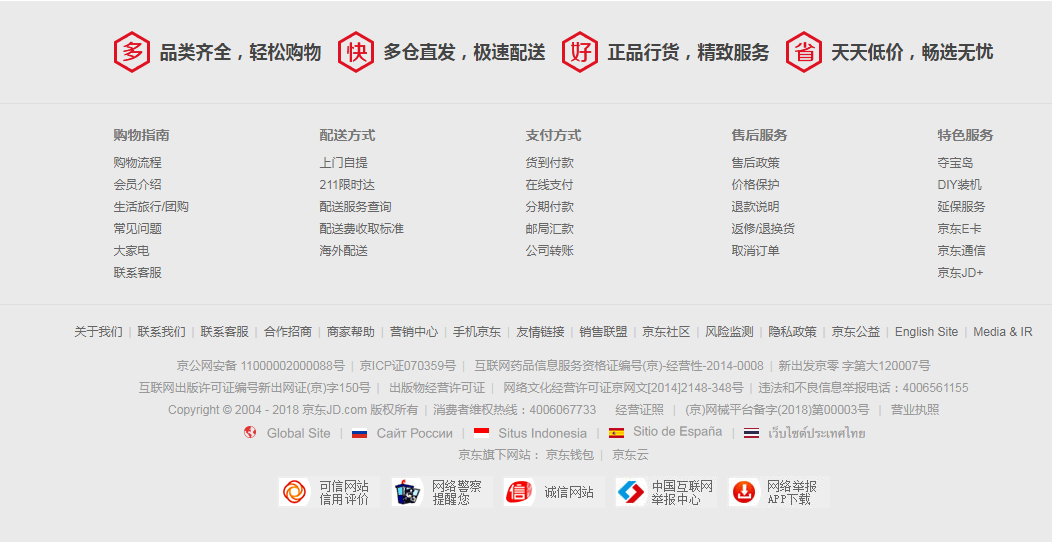 多 品类齐全，轻松购物 快 多仓直发，极速配送 好 正品行货，精致服务 省 天天低价，畅选无忧
购物指南 配送方式 支付方式 售后服务 特色服务
购物流程 上门自提 货到付款 售后政策 夺宝岛
会员介绍 211限时达 在线支付 价格保护 DIY装机
生活旅行/团购 配送服务查询 分期付款 退款说明 延保服务
常见问题 配送费收取标准 邮局汇款 返修/退换货 京东E卡
大家电 海外配送 公司转账 取消订单 京东通信
联系客服 京东JD+
关于我们 | 联系我们 | 联系客服 | 合作招商 | 商家帮助 | 营销中心 | 手机京东 | 友情链接 | 销售联盟 | 京东社区 | 风险监测 | 隐私政策 | 京东公益 | English Site | Media & IR
京公网安备 11000002000088号 | 京ICP证070359号 | 互联网药品信息服务资格证编号(京)-经营性-2014-0008 | 新出发京零 字第大120007号
互联网出版许可证编号新出网证(京)字150号 | 出版物经营许可证 | 网络文化经营许可证京网文[2014]2148-348号 | 违法和不良信息举报电话：4006561155
Copyright © 2004 - 2018 京东JD.com 版权所有 | 消费者维权热线：4006067733 经营证照 | (京)网械平台备字(2018)第00003号 | 营业执照
Global Site | Сайт России | Situs Indonesia | Sitio de España | เว็บไซต์ประเทศไทย
京东旗下网站： 京东钱包 | 京东云
可信网站 网络警察 诚信网站 中国互联网 网络举报
信用评价 提醒您 举报中心 APP下载